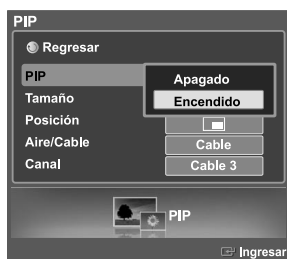 PIP
Regresar
PIP
Apagado
Tamaño
Encendido
Posición
Aire/Cable
Cable
Canal
Cable 3
PIP
Ingresar